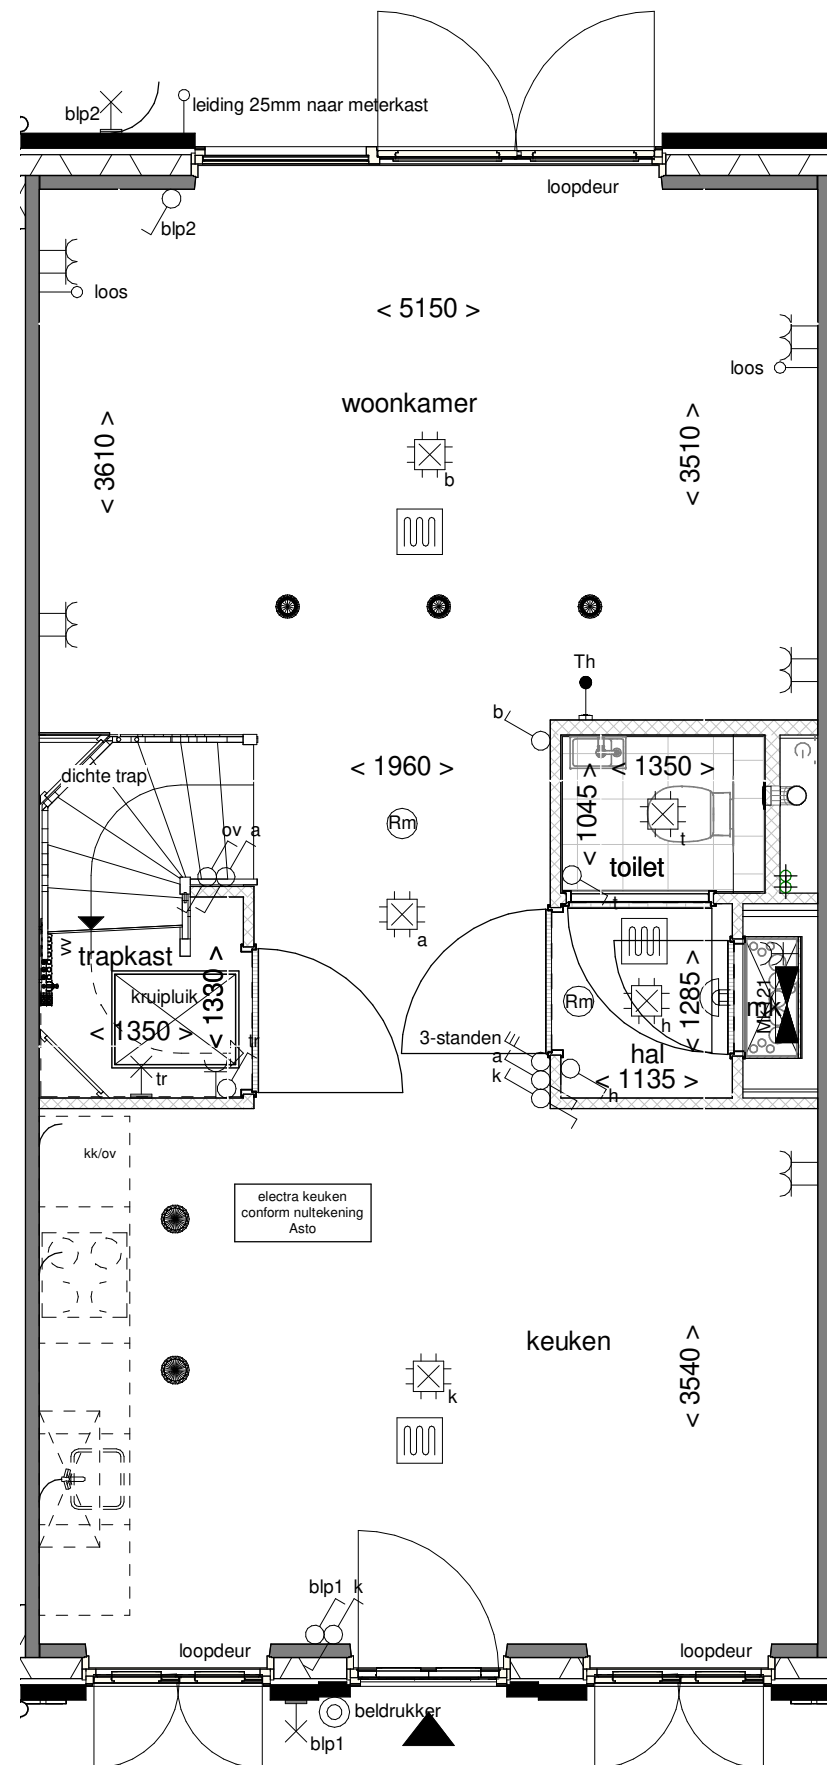 blp2
leiding 25mm naar meterkast
loopdeur
blp2
loos
< 5150 >
loos
woonkamer
< 3610 >
< 3510 >
b
Th
b
dichte trap
< 1960 >
< 1350 >
< 1045 >
ov a
Rm
t
toilet
t
a
vv
trapkast
kruipluik
< 1330 >
< 1350 >
tr
tr
Rm
h
< 1285 >
mk
3-standen
hal
a
k
< 1135 >
h
kk/ov
electra keuken
conform nultekening
Asto
keuken
< 3540 >
k
blp1 k
loopdeur
loopdeur
beldrukker
blp1